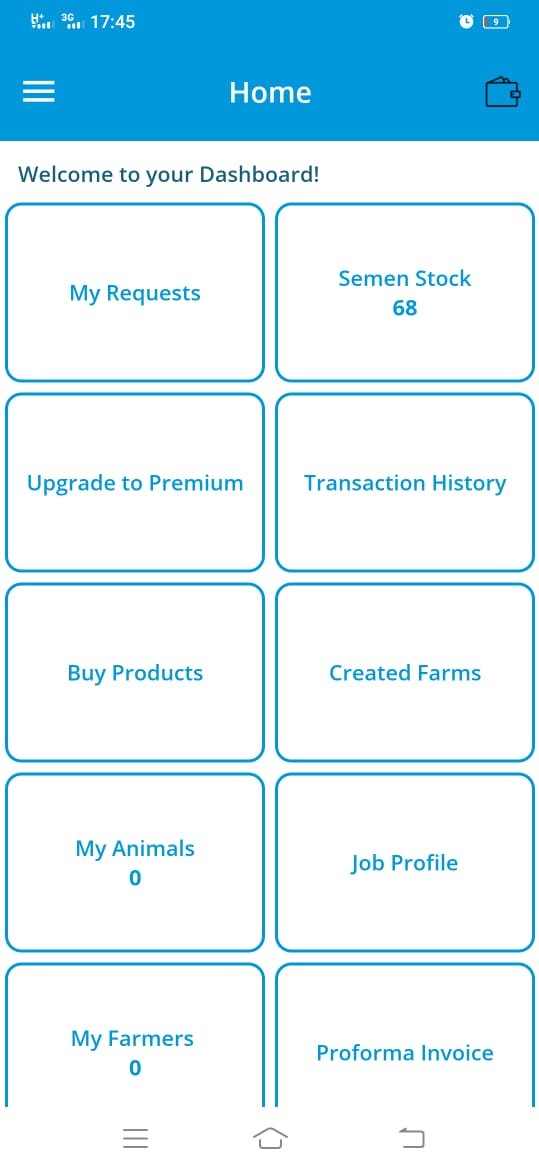 H+ 3G 17:45 9
Home
Welcome to your Dashboard!
My Requests
Semen Stock
68
Upgrade to Premium
Transaction History
Buy Products
Created Farms
My Animals
0
Job Profile
My Farmers
0
Proforma Invoice